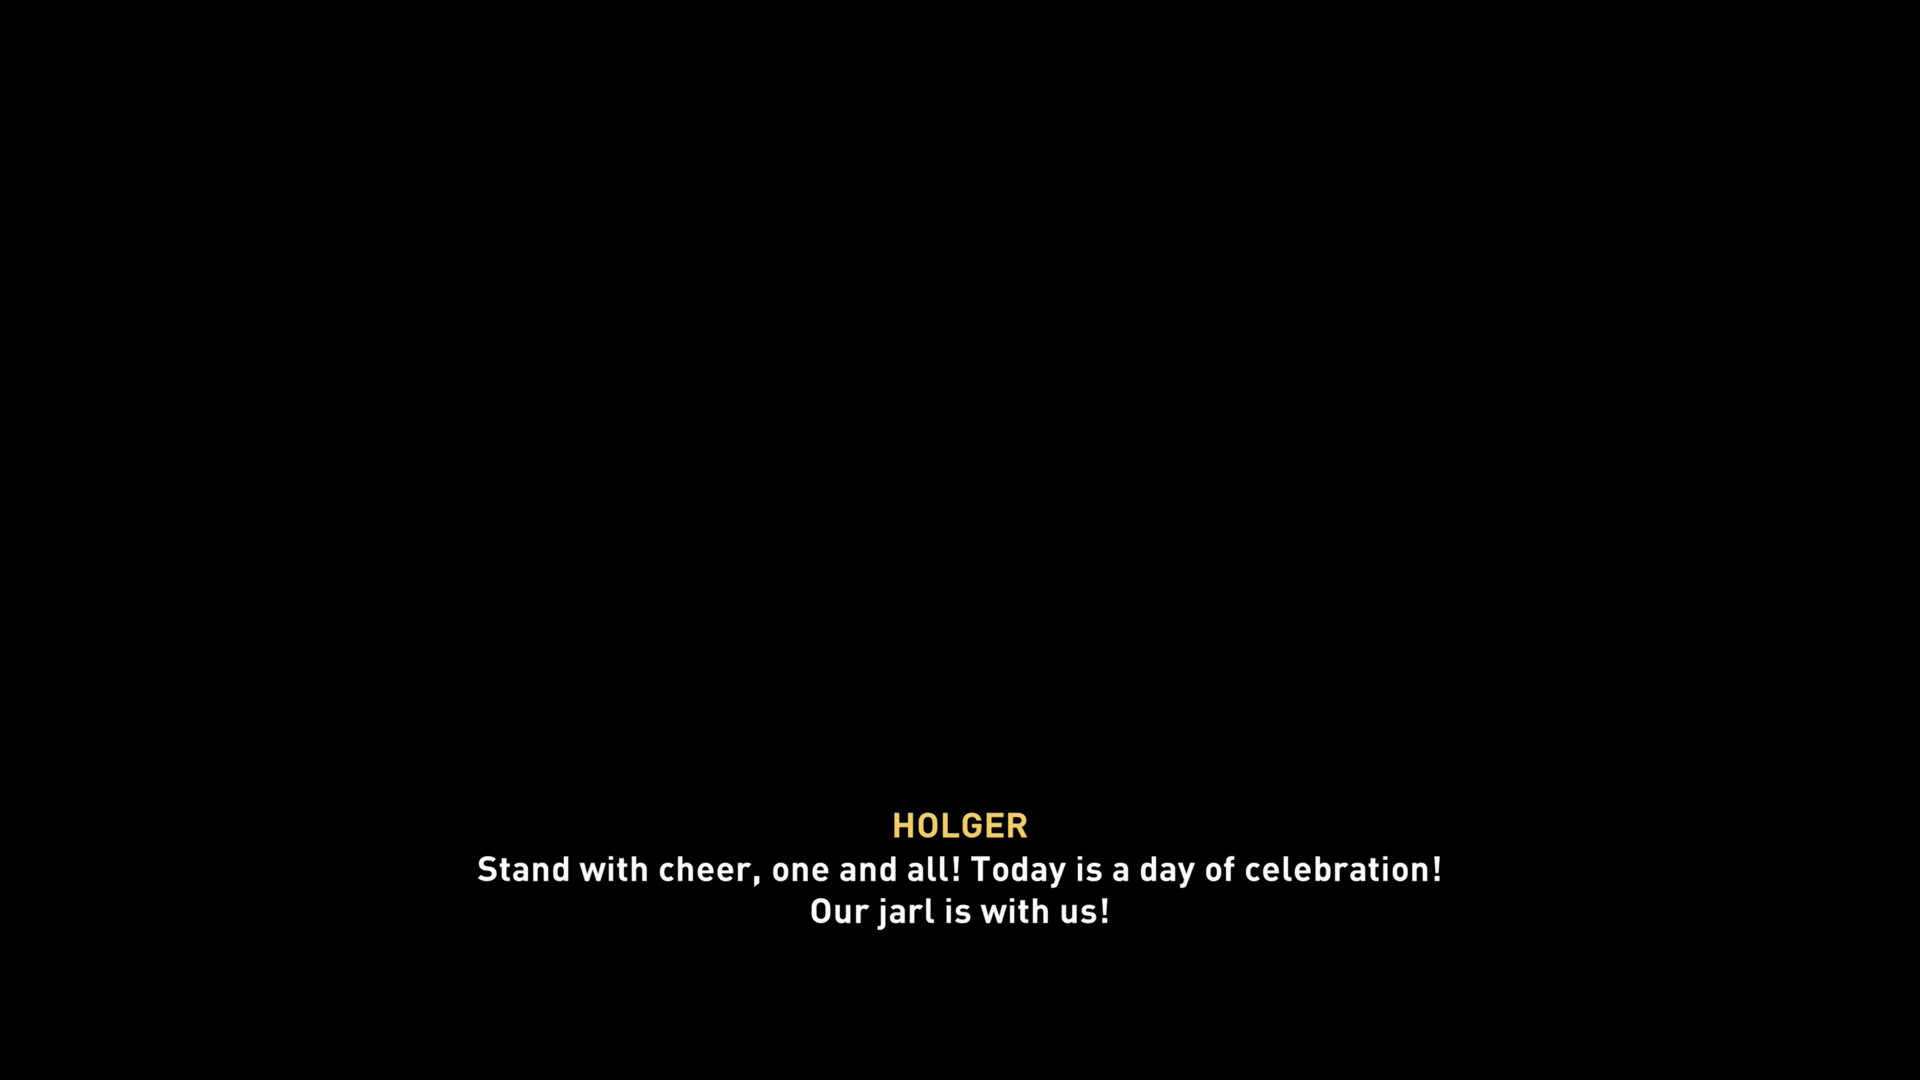 HOLGER
Stand with cheer, one and all! Today is a day of celebration!
Our jarl is with us!